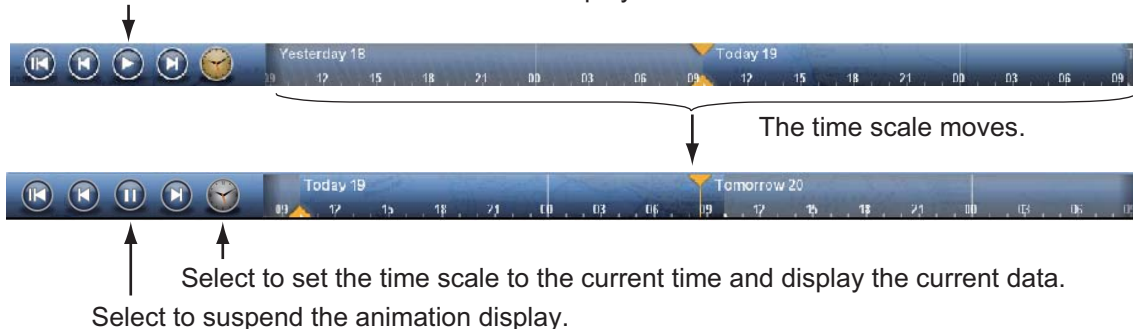 Yesterday 18 Today 19
09 12 15 18 21 00 03 06 09 12 15 18 21 00 03 06 09
The time scale moves.
Today 19 Tomorrow 20
09 12 15 18 21 00 03 06 09 12 15 18 21 00 03 06 09
Select to set the time scale to the current time and display the current data.
Select to suspend the animation display.